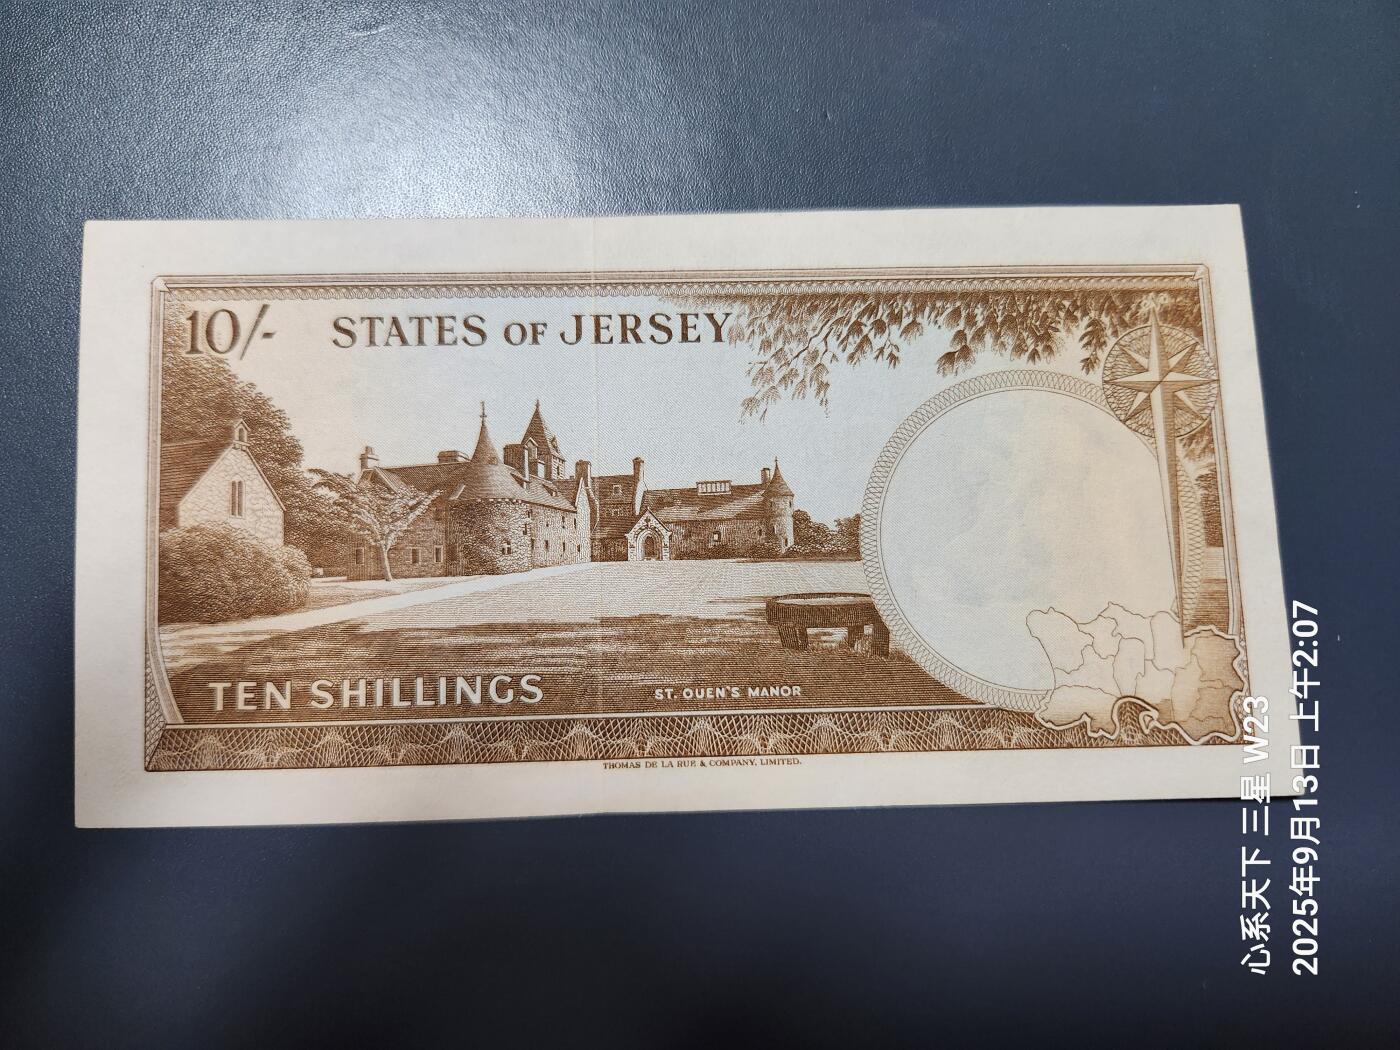 10/-
STATES OF JERSEY
TEN SHILLINGS
ST. OUEN'S MANOR
THOMAS DE LA RUE & COMPANY, LIMITED.
心系天下 三星 W23
2025年9月13日 上午2:07